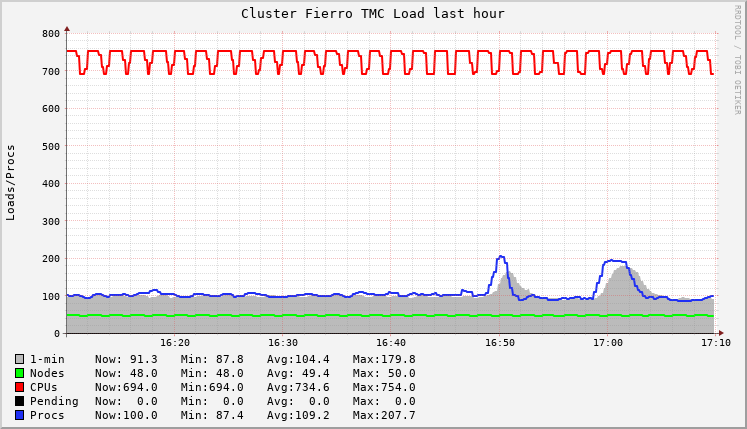 Cluster Fierro TMC Load last hour
RRDTOOL / TOBI OETIKER
Loads/Procs
800
700
600
500
400
300
200
100
0
16:20 16:30 16:40 16:50 17:00 17:10
1-min Now: 91.3 Min: 87.8 Avg:104.4 Max:179.8
Nodes Now: 48.0 Min: 48.0 Avg: 49.4 Max: 50.0
CPUs Now:694.0 Min:694.0 Avg:734.6 Max:754.0
Pending Now: 0.0 Min: 0.0 Avg: 0.0 Max: 0.0
Procs Now:100.0 Min: 87.4 Avg:109.2 Max:207.7